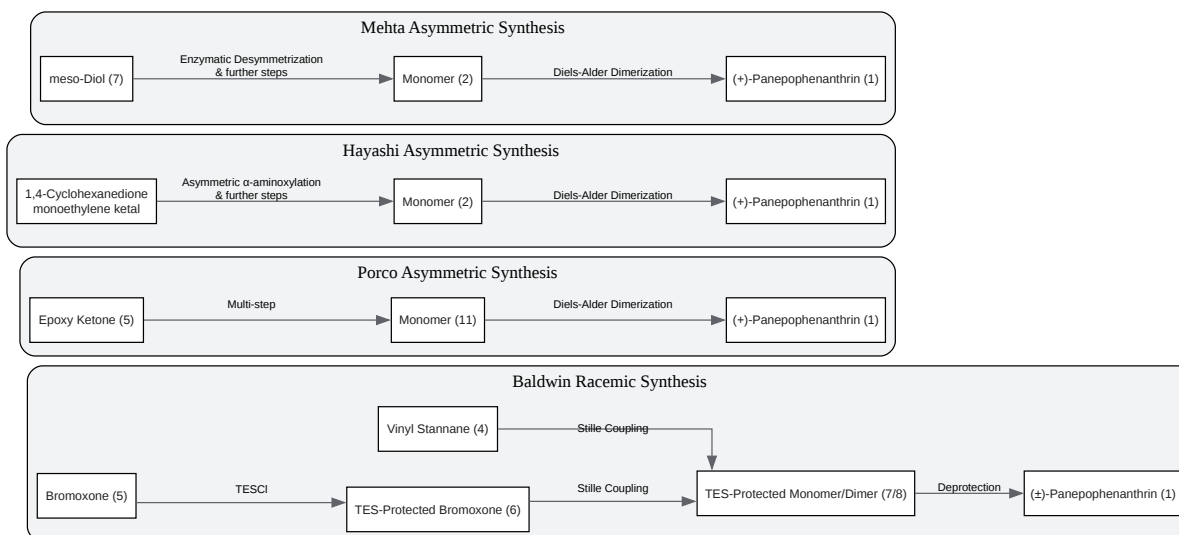 Mehta Asymmetric Synthesis
meso-Diol (7)
Enzymatic Desymmetrization
& further steps
Monomer (2)
Diels-Alder Dimerization
(+)-Panepophenanthrin (1)
Hayashi Asymmetric Synthesis
1,4-Cyclohexanedione
monoethylene ketal
Asymmetric α-aminoxylation
& further steps
Monomer (2)
Diels-Alder Dimerization
(+)-Panepophenanthrin (1)
Porco Asymmetric Synthesis
Epoxy Ketone (5)
Multi-step
Monomer (11)
Diels-Alder Dimerization
(+)-Panepophenanthrin (1)
Baldwin Racemic Synthesis
Vinyl Stannane (4)
Stille Coupling
Bromoxone (5)
TESCl
TES-Protected Bromoxone (6)
Stille Coupling
TES-Protected Monomer/Dimer (7/8)
Deprotection
(±)-Panepophenanthrin (1)